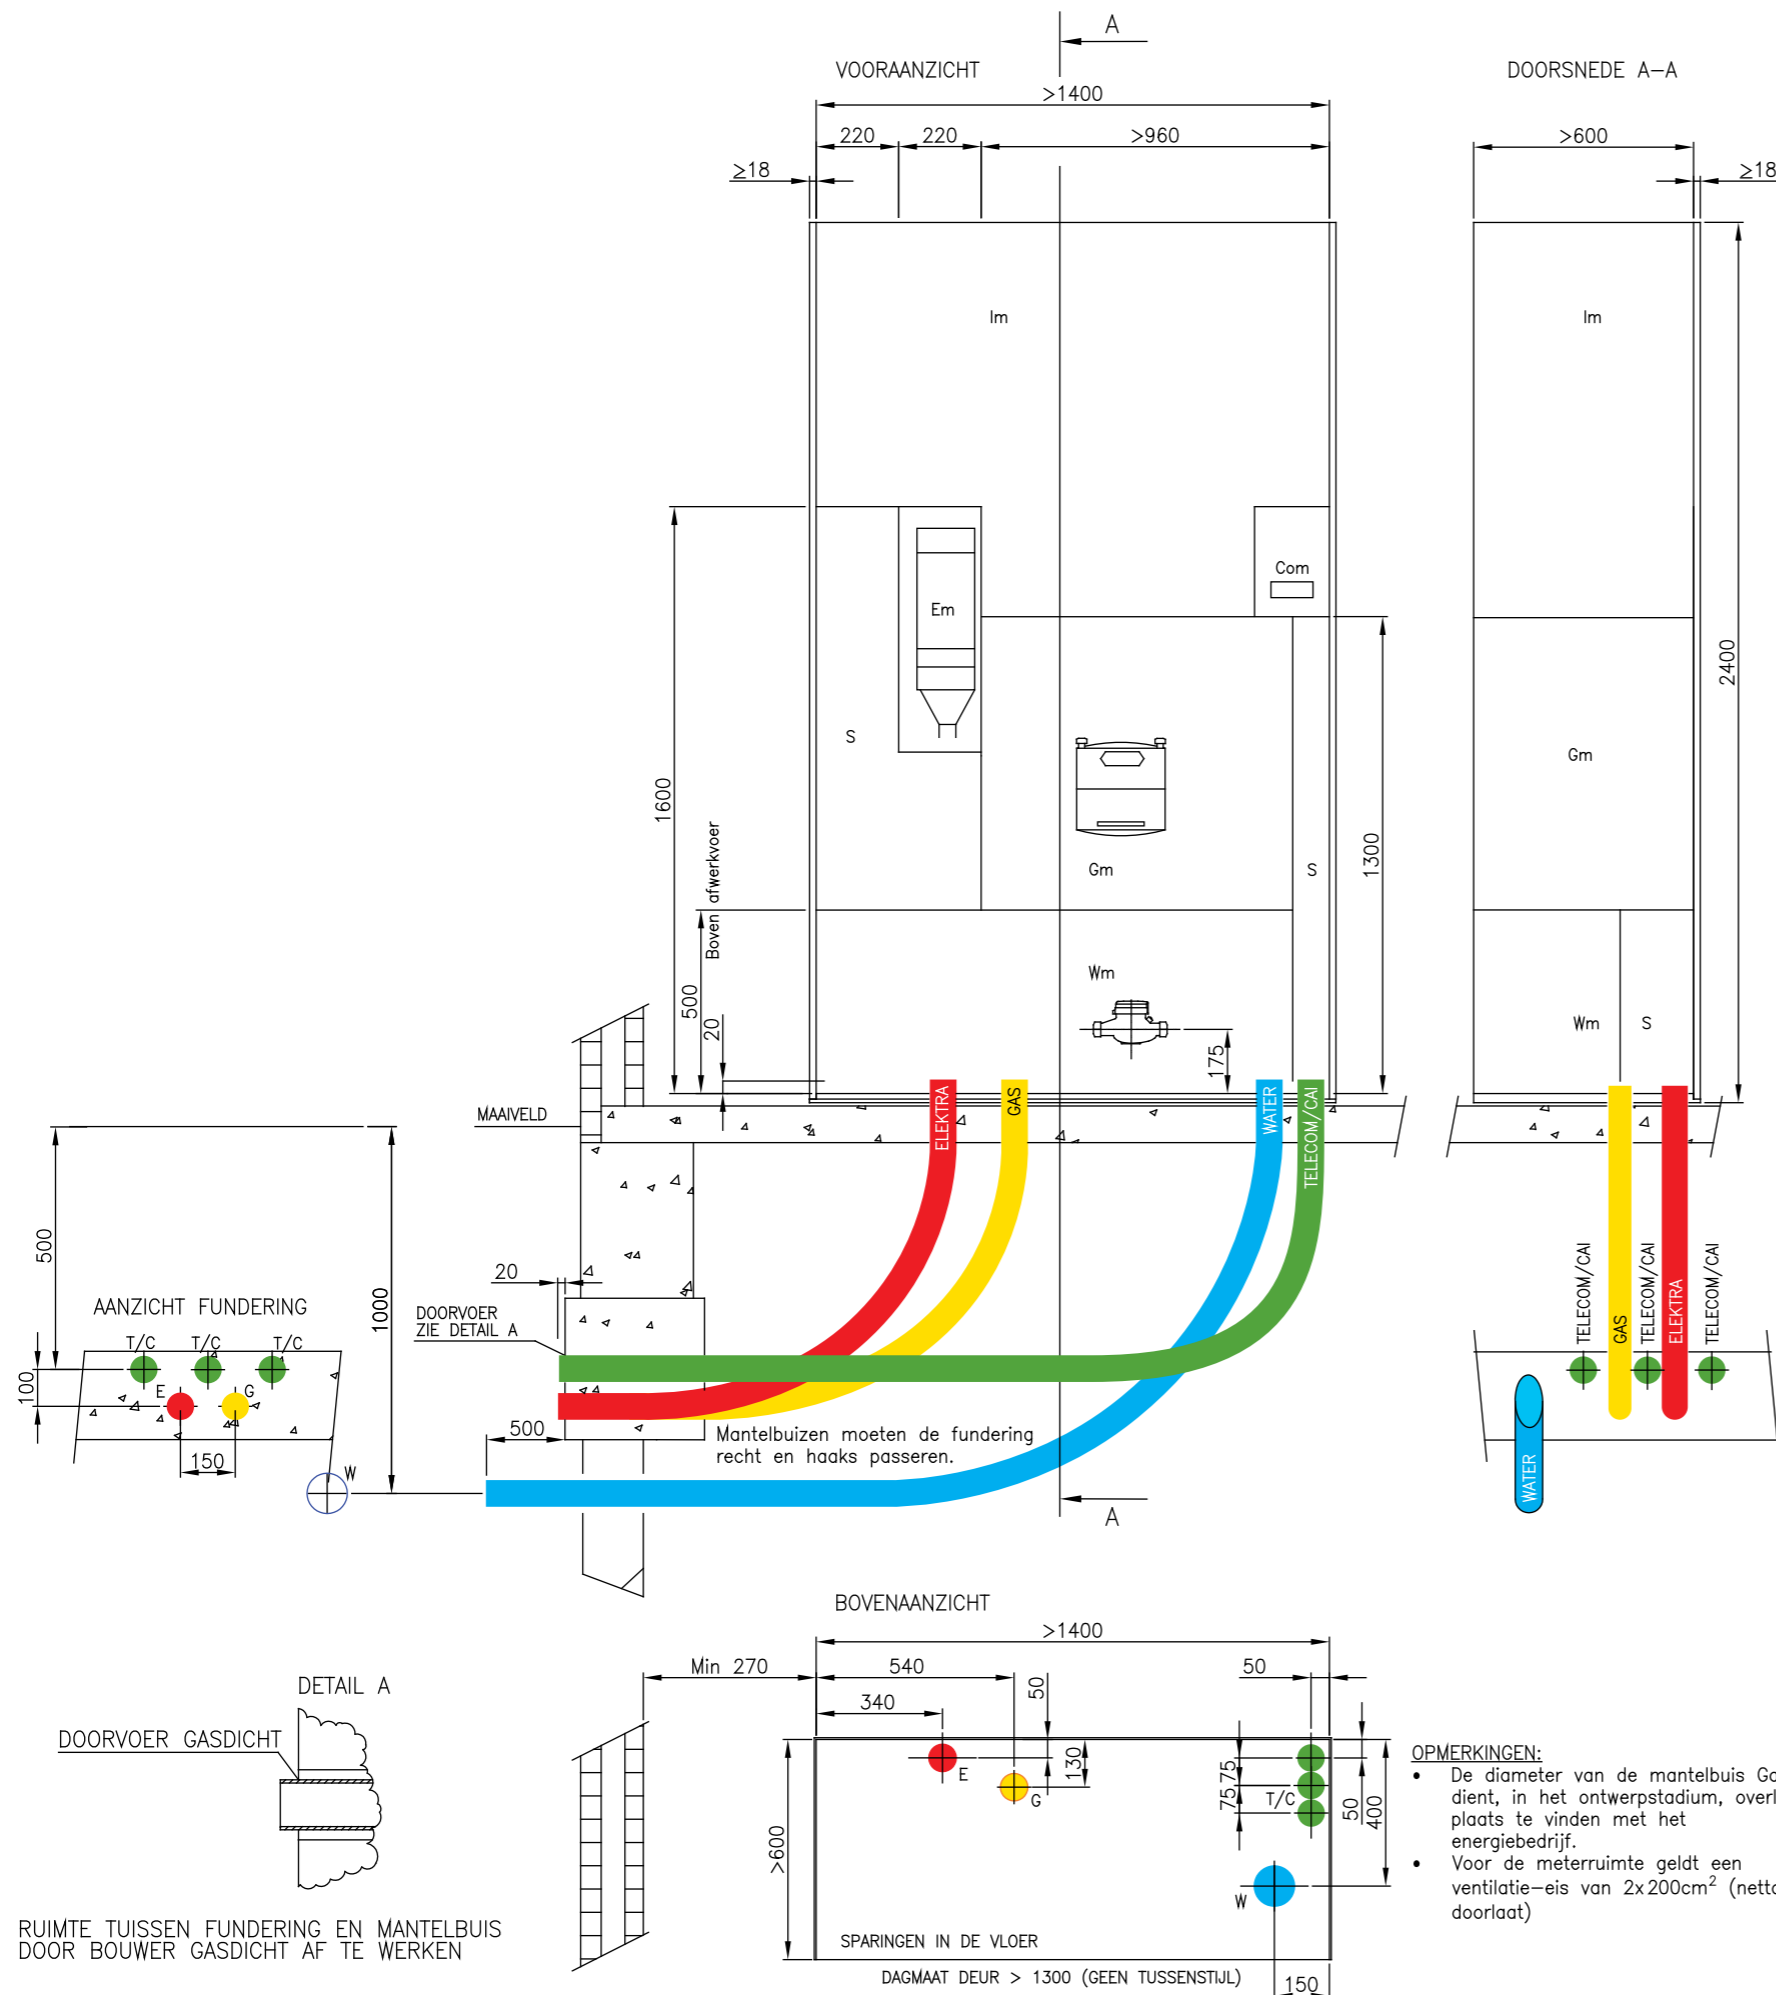 A
VOORAANZICHT
DOORSNEDE A-A
>1400
220
220
>960
≥18
>600
≥18
Im
Im
Com
Em
S
1600
Boven afwerkvoer
Gm
S
1300
Gm
2400
500
20
Wm
175
Wm
S
MAAIVELD
ELEKTRA
GAS
WATER
TELECOM/CAI
500
1000
20
AANZICHT FUNDERING
DOORVOER
ZIE DETAIL A
T/C
T/C
T/C
100
E
G
150
W
500
Mantelbuizen moeten de fundering
recht en haaks passeren.
A
TELECOM/CAI
GAS
TELECOM/CAI
ELEKTRA
TELECOM/CAI
WATER
BOVENAANZICHT
>1400
Min 270
540
50
50
340
DETAIL A
DOORVOER GASDICHT
E
G
130
75
75
T/C
50
400
>600
W
SPARINGEN IN DE VLOER
DAGMAAT DEUR > 1300 (GEEN TUSSENSTIJL)
150
RUIMTE TUISSEN FUNDERING EN MANTELBUIS
DOOR BOUWER GASDICHT AF TE WERKEN
OPMERKINGEN:
• De diameter van de mantelbuis
dient, in het ontwerpstadium,
plaats te vinden met het
energiebedrijf.
• Voor de meterruimte geldt een
ventilatie-eis van 2x200cm² (netto
doorlaat)